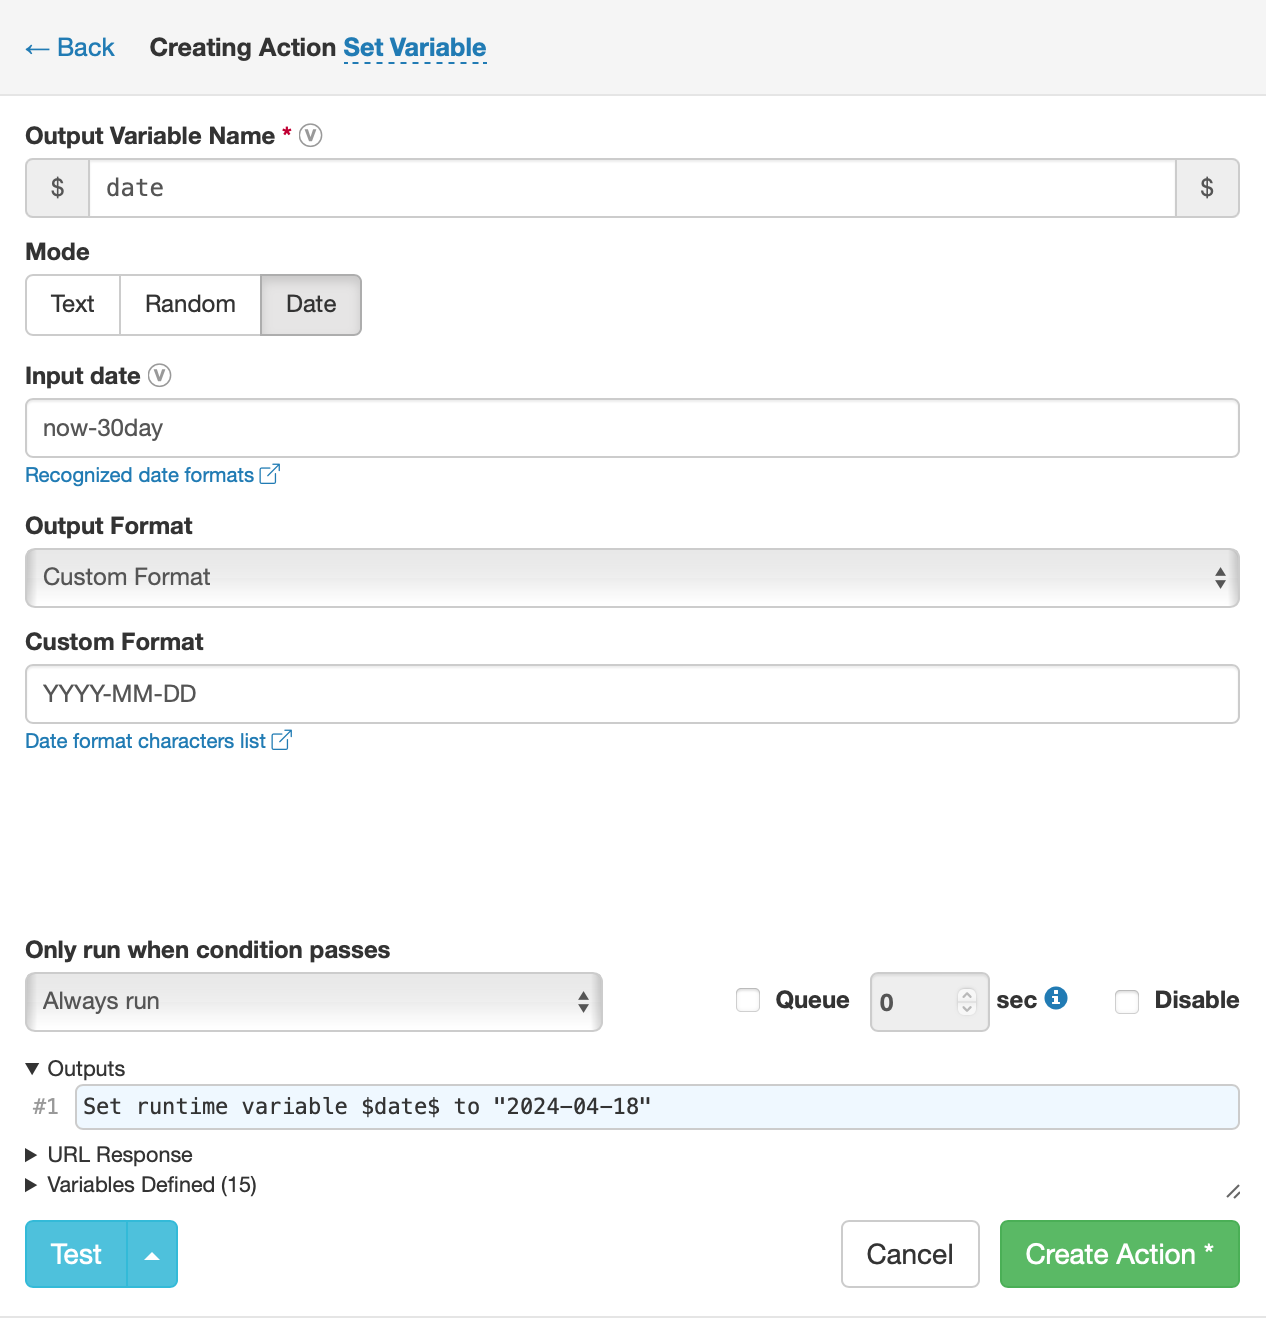 ← Back Creating Action Set Variable
Output Variable Name * V
$ date $
Mode
Text Random Date
Input date V
now-30day
Recognized date formats
Output Format
Custom Format
Custom Format
YYYY-MM-DD
Date format characters list
Only run when condition passes
Always run Queue 0 sec i Disable
▼ Outputs
#1 Set runtime variable $date$ to "2024-04-18"
▶ URL Response
▶ Variables Defined (15)
Test Cancel Create Action *